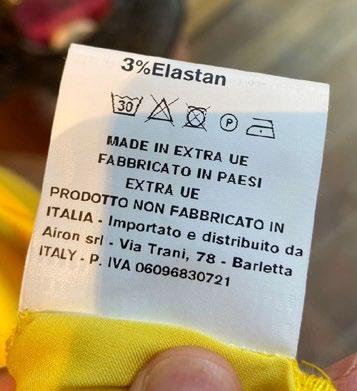 3%Elastan
30 P
MADE IN EXTRA UE
FABBRICATO IN PAESI
EXTRA UE
PRODOTTO NON FABBRICATO IN
ITALIA - Importato e distribuito da
Airon srl - Via Trani, 78 - Barletta
ITALY - P. IVA 06096830721